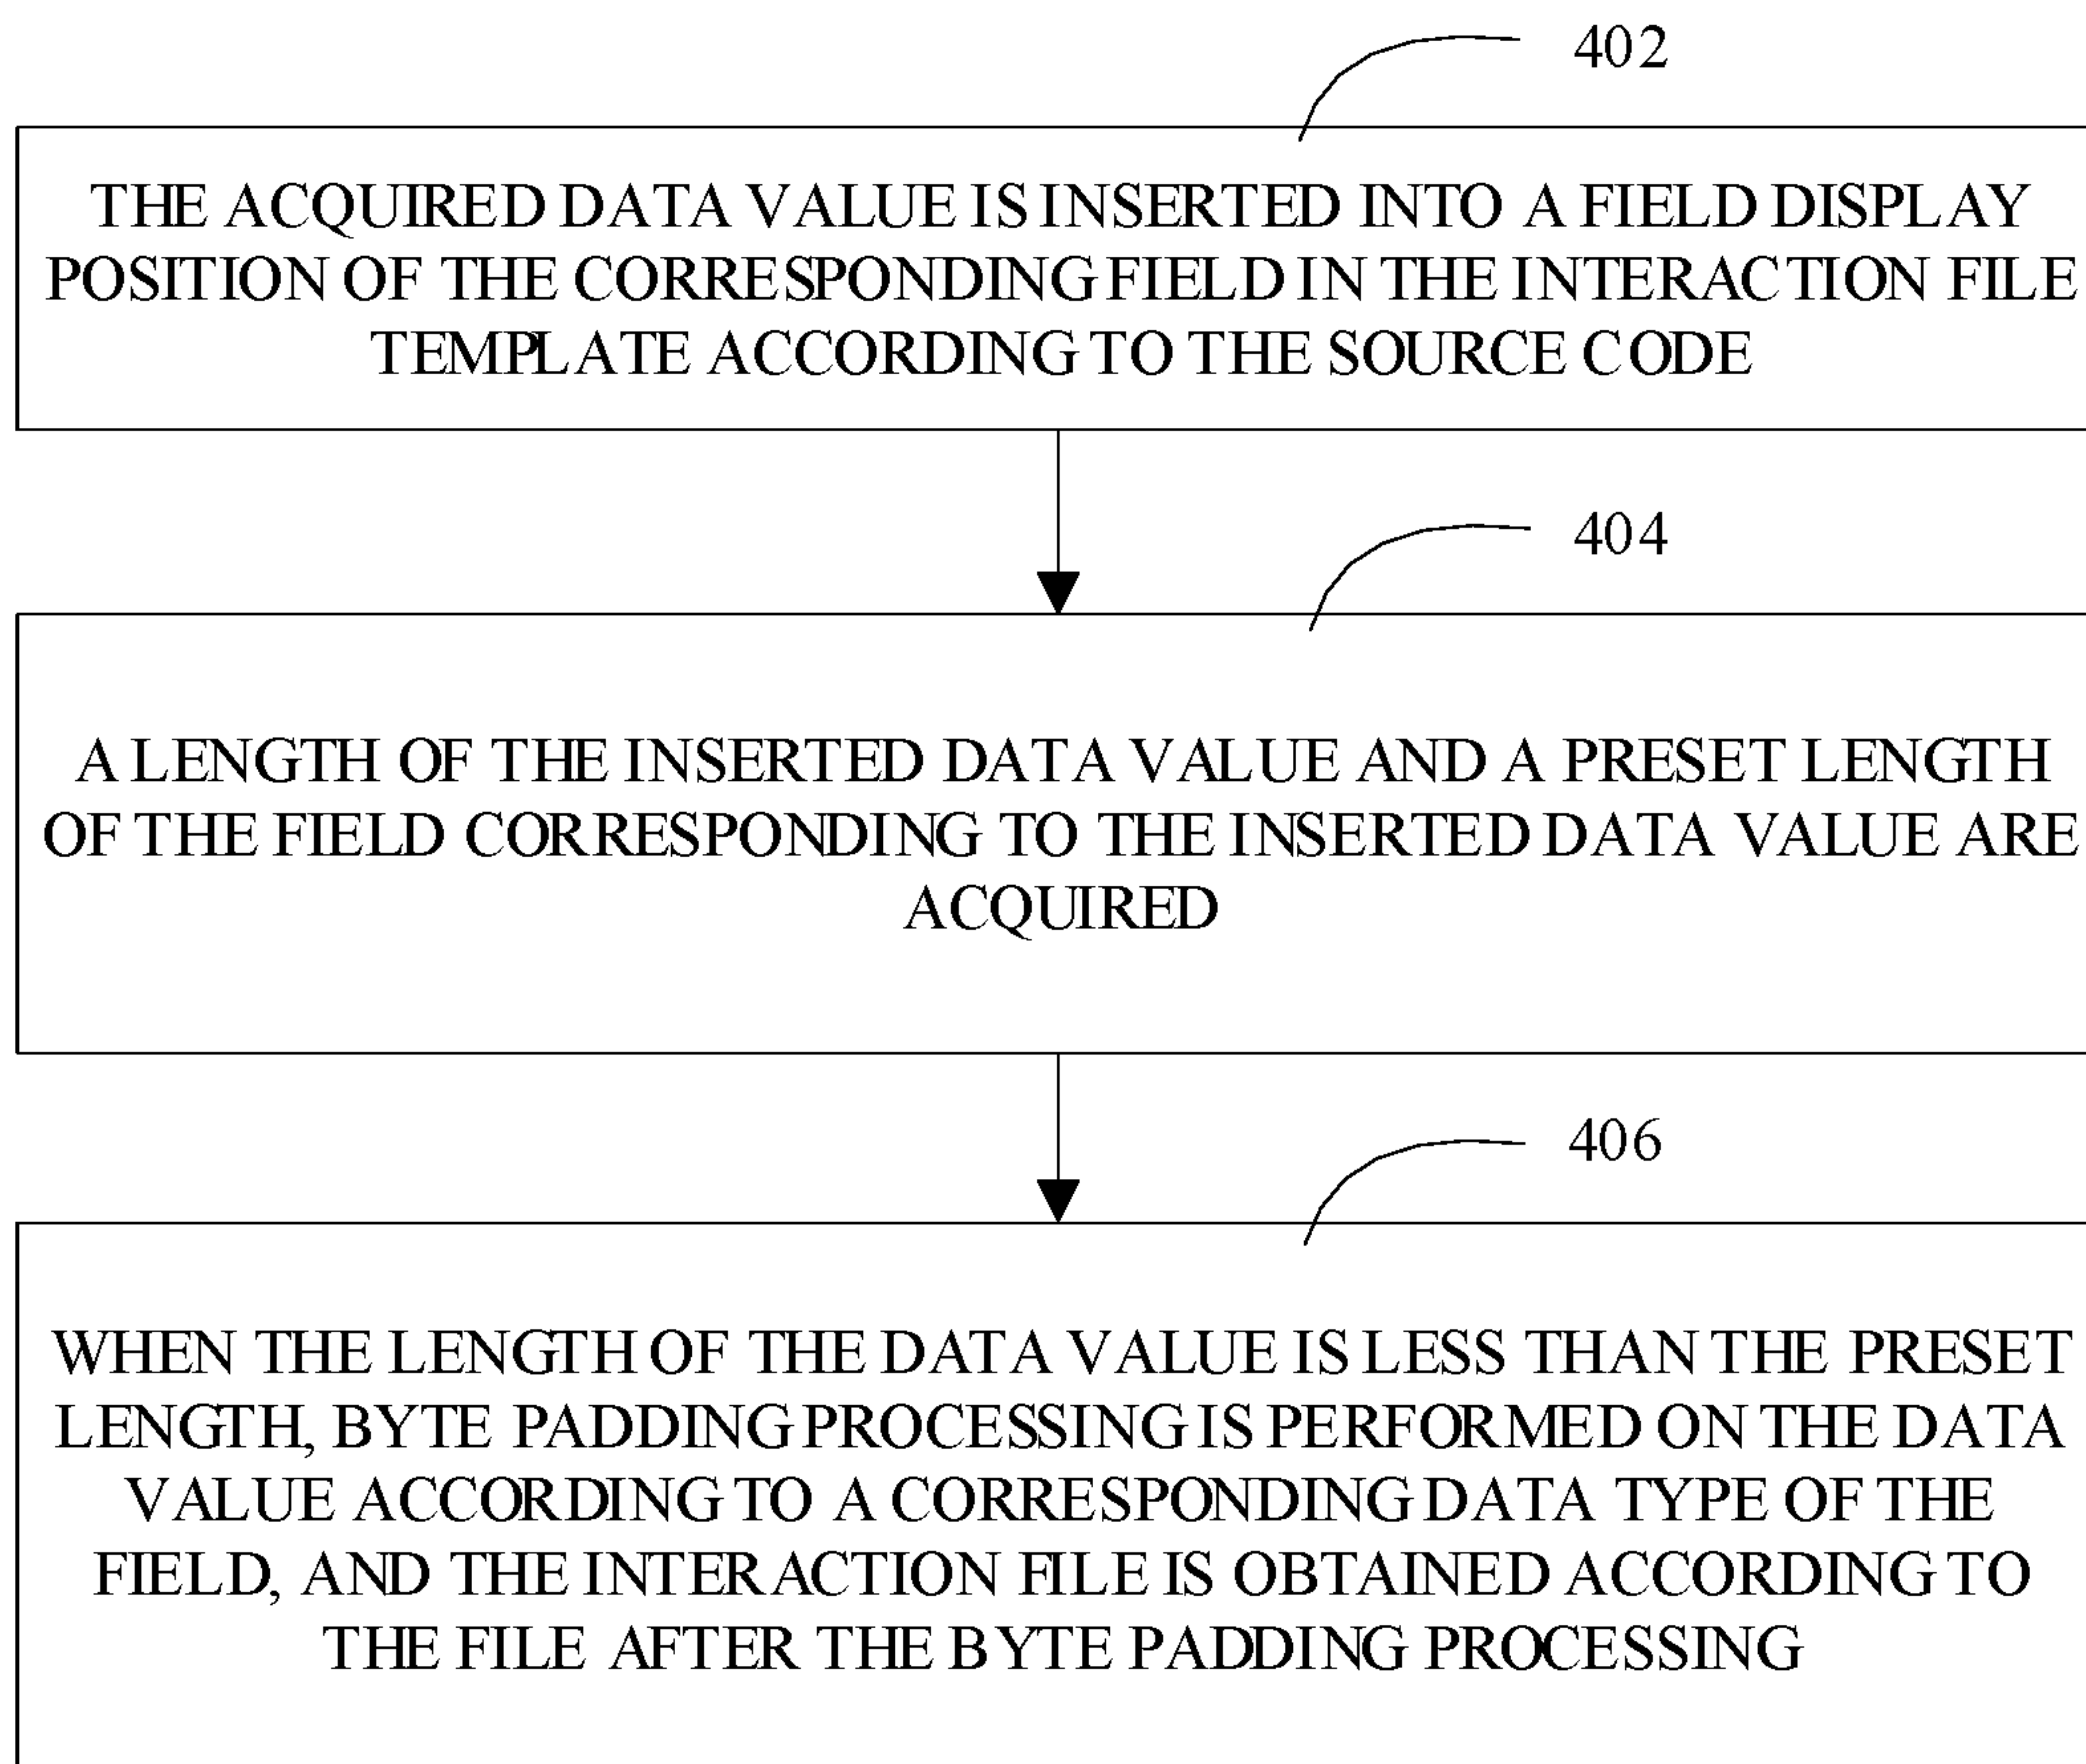 402
THE ACQUIRED DATA VALUE IS INSERTED INTO A FIELD DISPLAY
POSITION OF THE CORRESPONDING FIELD IN THE INTERACTION FILE
TEMPLATE ACCORDING TO THE SOURCE CODE
404
A LENGTH OF THE INSERTED DATA VALUE AND A PRESET LENGTH
OF THE FIELD CORRESPONDING TO THE INSERTED DATA VALUE ARE
ACQUIRED
406
WHEN THE LENGTH OF THE DATA VALUE IS LESS THAN THE PRESET
LENGTH, BYTE PADDING PROCESSING IS PERFORMED ON THE DATA
VALUE ACCORDING TO A CORRESPONDING DATA TYPE OF THE
FIELD, AND THE INTERACTION FILE IS OBTAINED ACCORDING TO
THE FILE AFTER THE BYTE PADDING PROCESSING